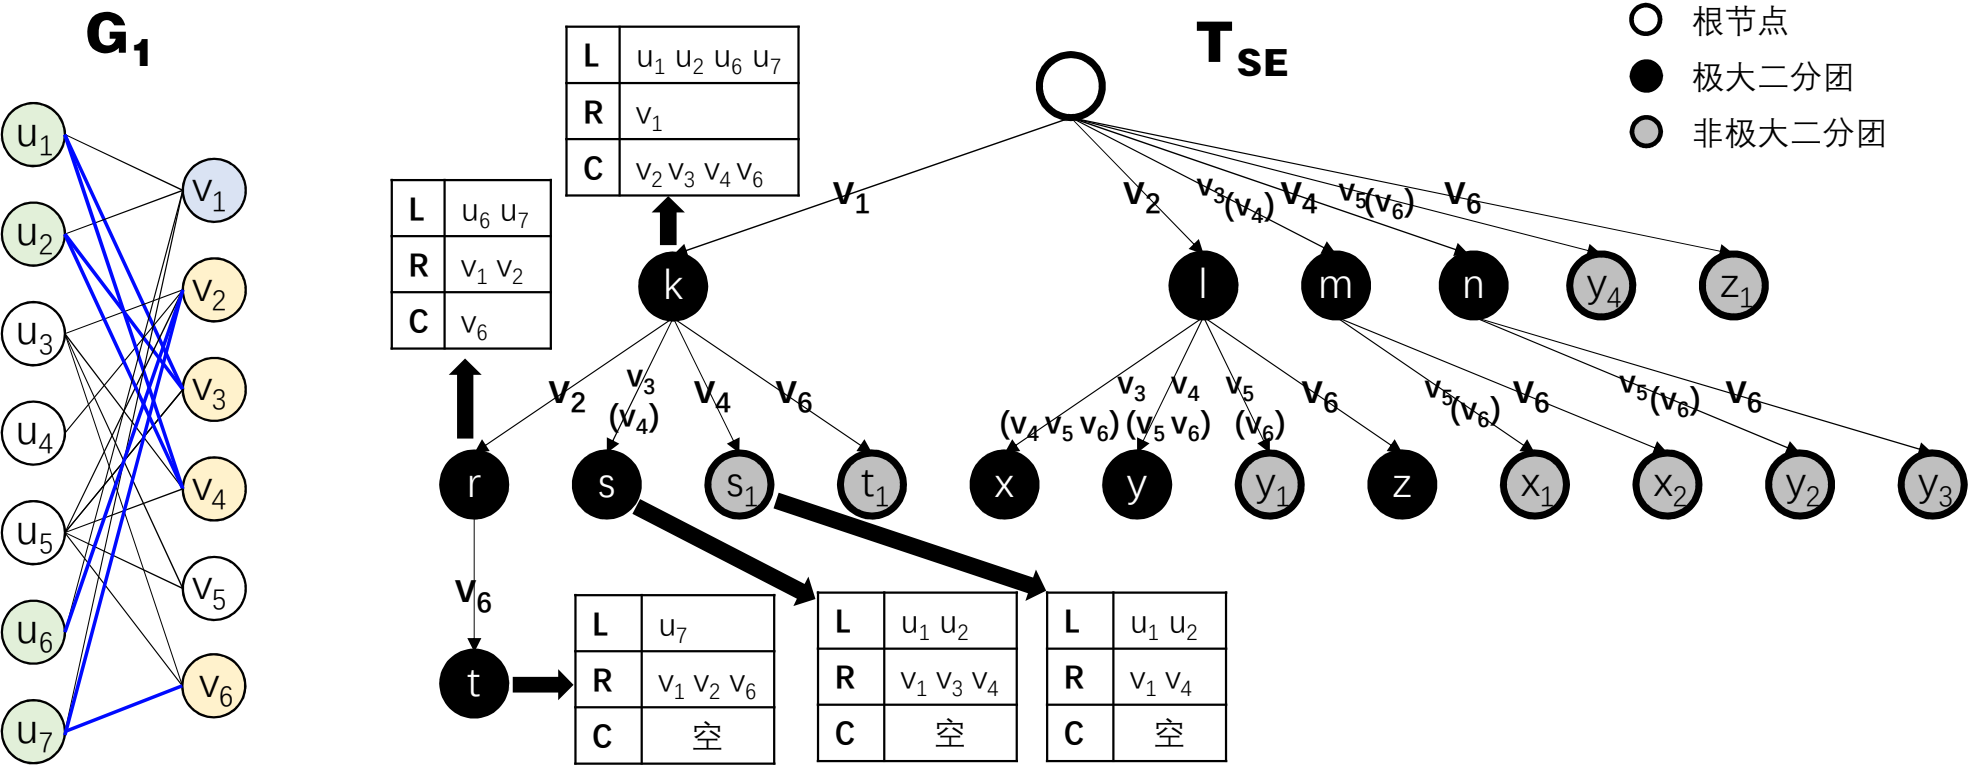 G1
TSE
根节点
极大二分团
非极大二分团
u1
u2
u3
u4
u5
u6
u7
v1
v2
v3
v4
v5
v6
L u1 u2 u6 u7
R v1
C v2 v3 v4 v6
L u6 u7
R v1 v2
C v6
v1
v2
v3(v4)
v4
v5(v6)
v6
k
l
m
n
y4
z1
v2
v3
(v4)
v4
v6
v3
(v4 v5 v6)
v4
(v5 v6)
v5
(v6)
v6
v5(v6)
v6
v5(v6)
v6
r
s
s1
t1
x
y
y1
z
x1
x2
y2
y3
v6
t
L u7
R v1 v2 v6
C 空
L u1 u2
R v1 v3 v4
C 空
L u1 u2
R v1 v4
C 空